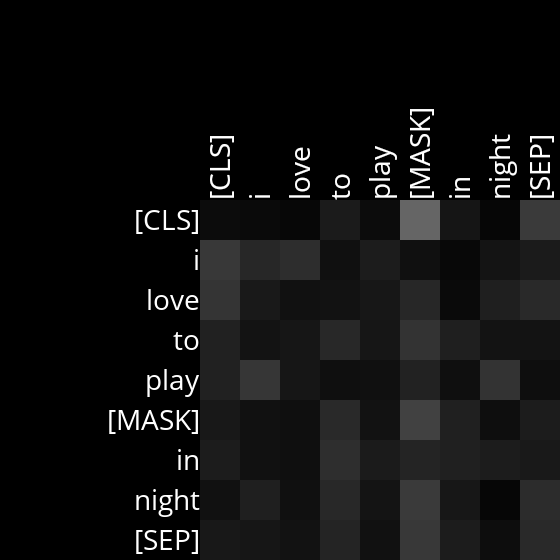 [CLS] i love to play [MASK] in night [SEP]
[CLS]
i
love
to
play
[MASK]
in
night
[SEP]